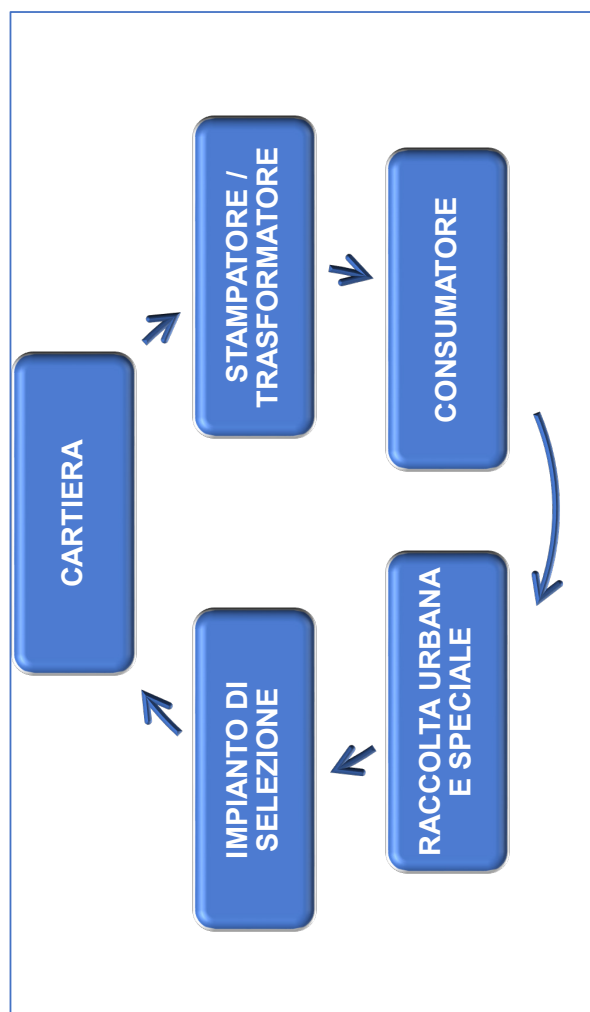 CARTIERA
STAMPATORE /
TRASFORMATORE
CONSUMATORE
RACCOLTA URBANA
E SPECIALE
IMPIANTO DI
SELEZIONE